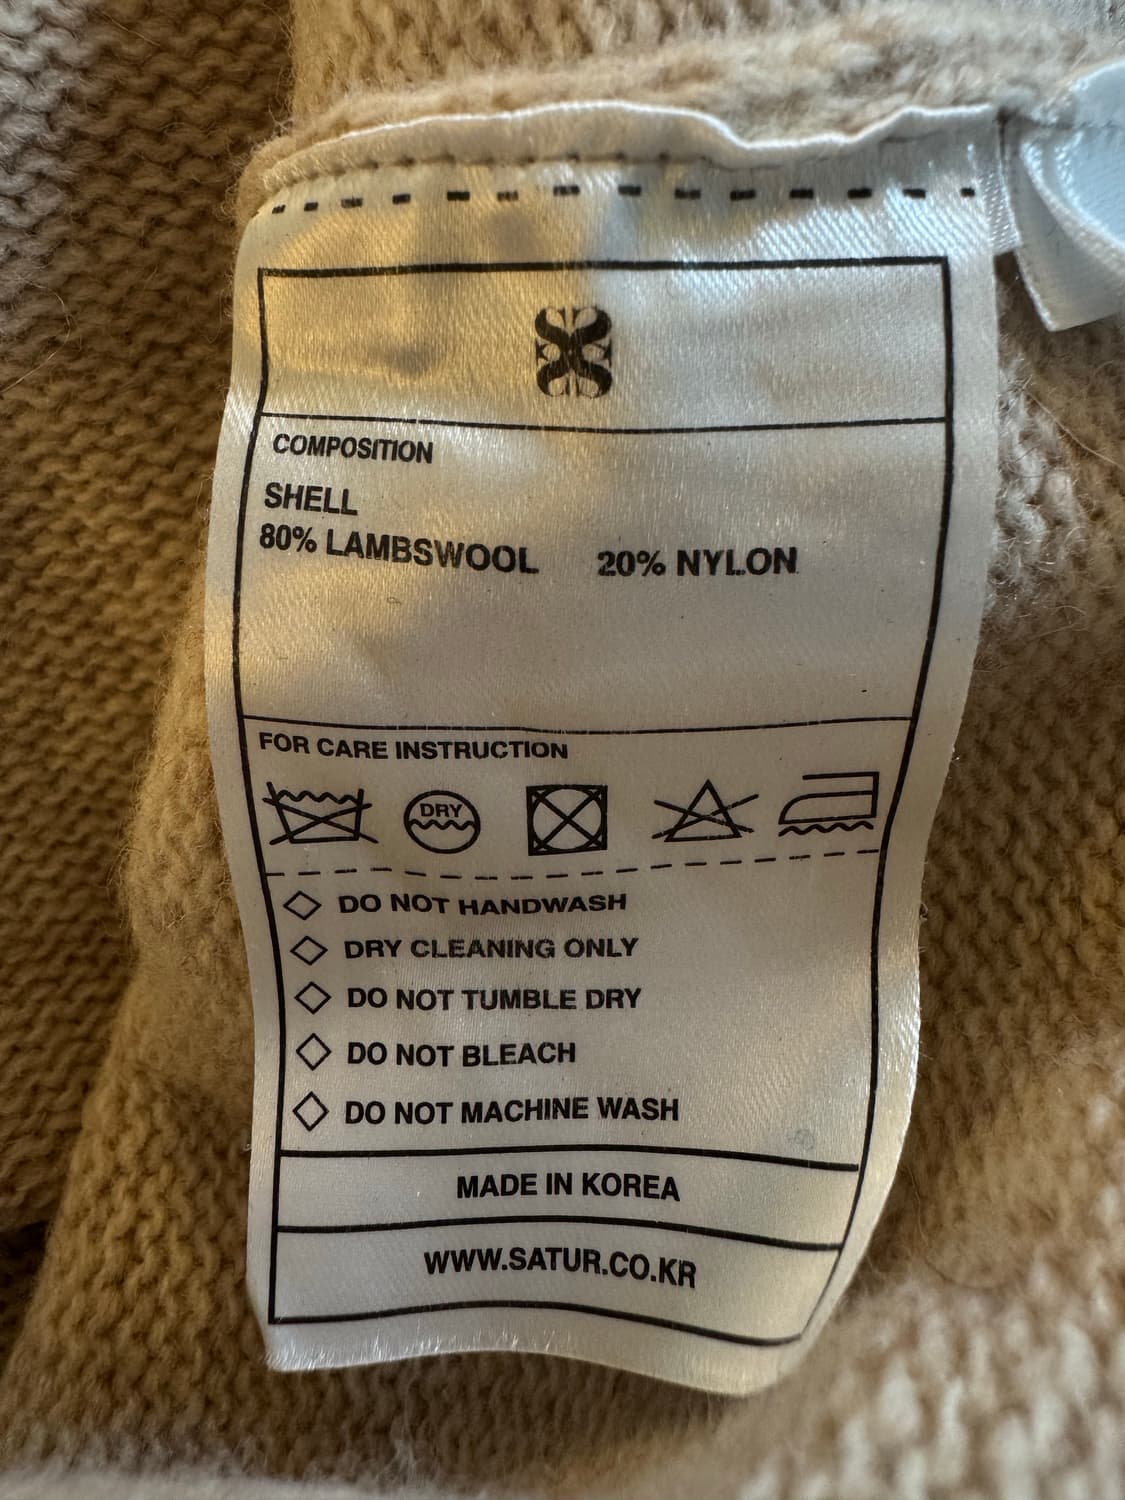 COMPOSITION
SHELL
80% LAMBSWOOL 20% NYLON
FOR CARE INSTRUCTION
DRY
DO NOT HANDWASH
DRY CLEANING ONLY
DO NOT TUMBLE DRY
DO NOT BLEACH
DO NOT MACHINE WASH
MADE IN KOREA
WWW.SATUR.CO.KR